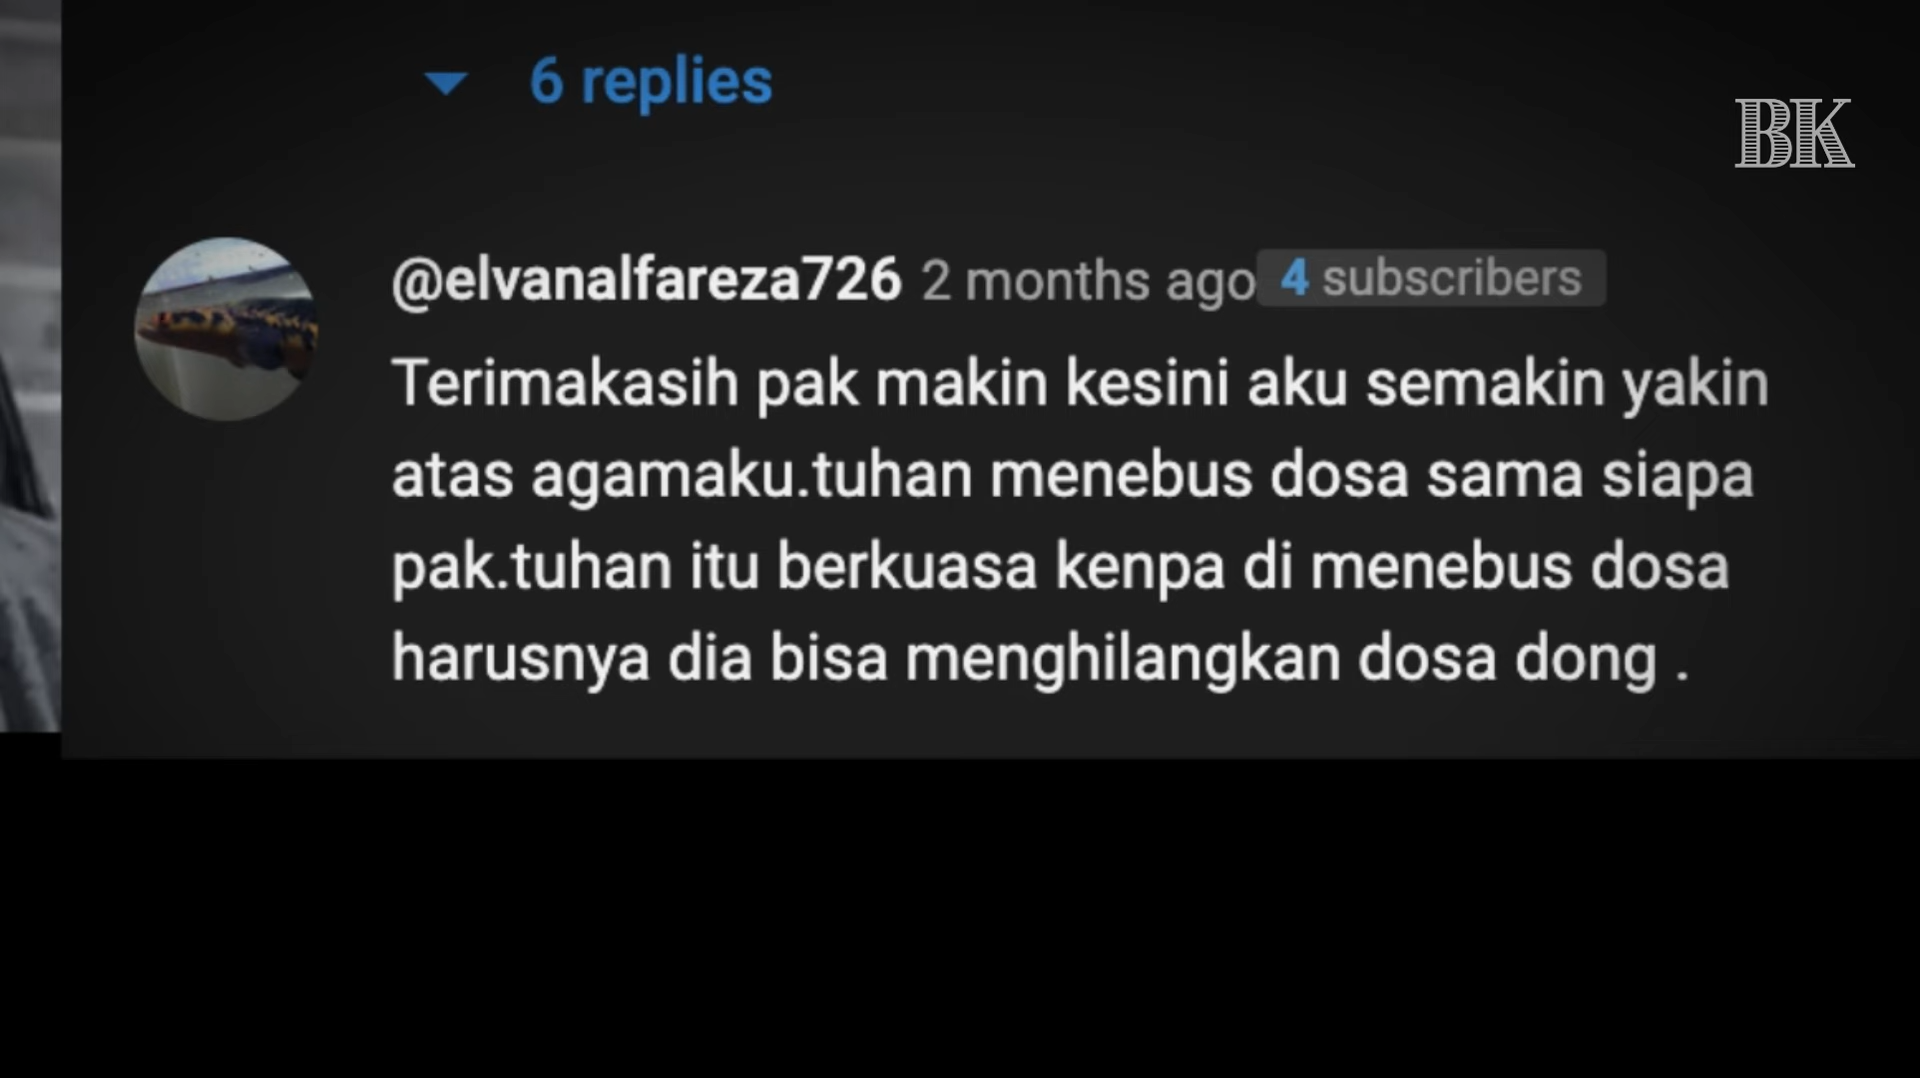 6 replies
BK
@elvanalfareza726 2 months ago 4 subscribers
Terimakasih pak makin kesini aku semakin yakin
atas agamaku.tuhan menebus dosa sama siapa
pak.tuhan itu berkuasa kenpa di menebus dosa
harusnya dia bisa menghilangkan dosa dong .